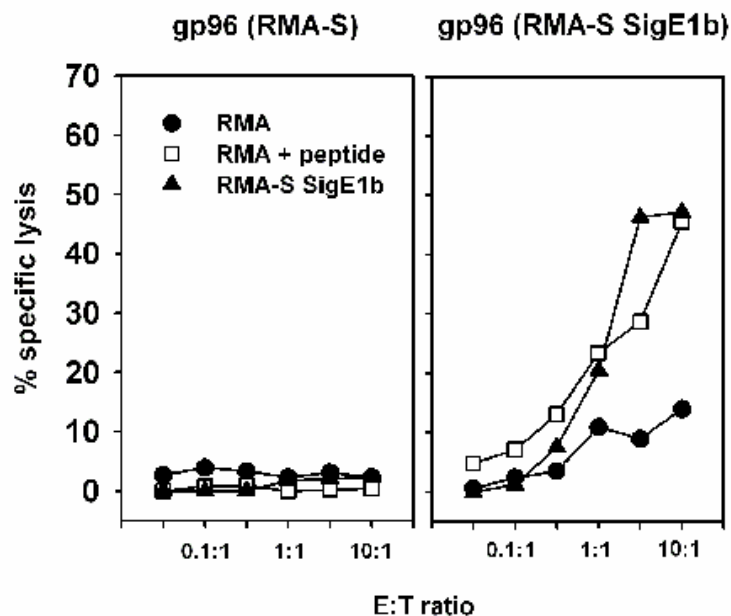 gp96 (RMA-S) gp96 (RMA-S SigE1b)
70
60
50
40
30
20
10
0
% specific lysis
RMA
RMA + peptide
RMA-S SigE1b
0.1:1 1:1 10:1 0.1:1 1:1 10:1
E:T ratio